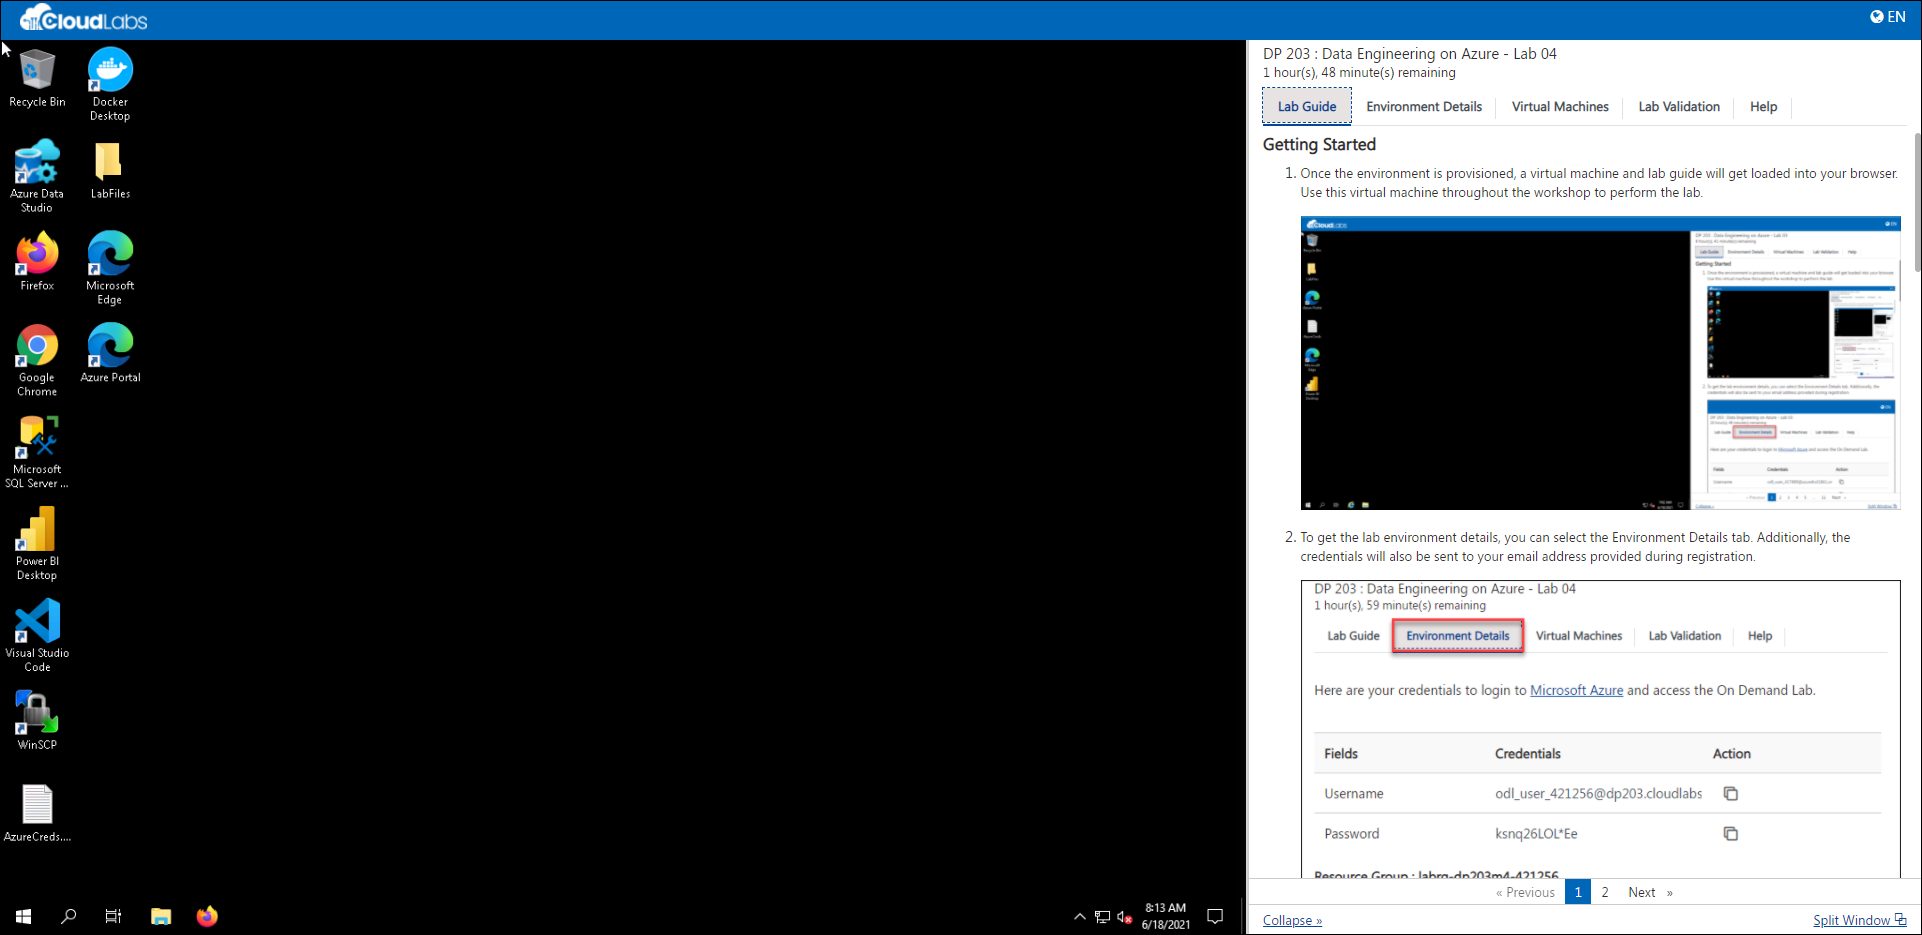 CloudLabs
EN
Recycle Bin
Docker
Desktop
Azure Data
Studio
LabFiles
Firefox
Microsoft
Edge
Google
Chrome
Azure Portal
Microsoft
SQL Server ...
Power BI
Desktop
Visual Studio
Code
WinSCP
AzureCreds....
8:13 AM
6/18/2021
DP 203 : Data Engineering on Azure - Lab 04
1 hour(s), 48 minute(s) remaining
Lab Guide Environment Details Virtual Machines Lab Validation Help
Getting Started
1. Once the environment is provisioned, a virtual machine and lab guide will get loaded into your browser.
Use this virtual machine throughout the workshop to perform the lab.
2. To get the lab environment details, you can select the Environment Details tab. Additionally, the
credentials will also be sent to your email address provided during registration.
DP 203 : Data Engineering on Azure - Lab 04
1 hour(s), 59 minute(s) remaining
Lab Guide Environment Details Virtual Machines Lab Validation Help
Here are your credentials to login to Microsoft Azure and access the On Demand Lab.
Fields Credentials Action
Username odl_user_421256@dp203.cloudlabs
Password ksnq26LOL*Ee
Resource Group : labrg-dp203m4-421256
« Previous 1 2 Next »
Collapse » Split Window